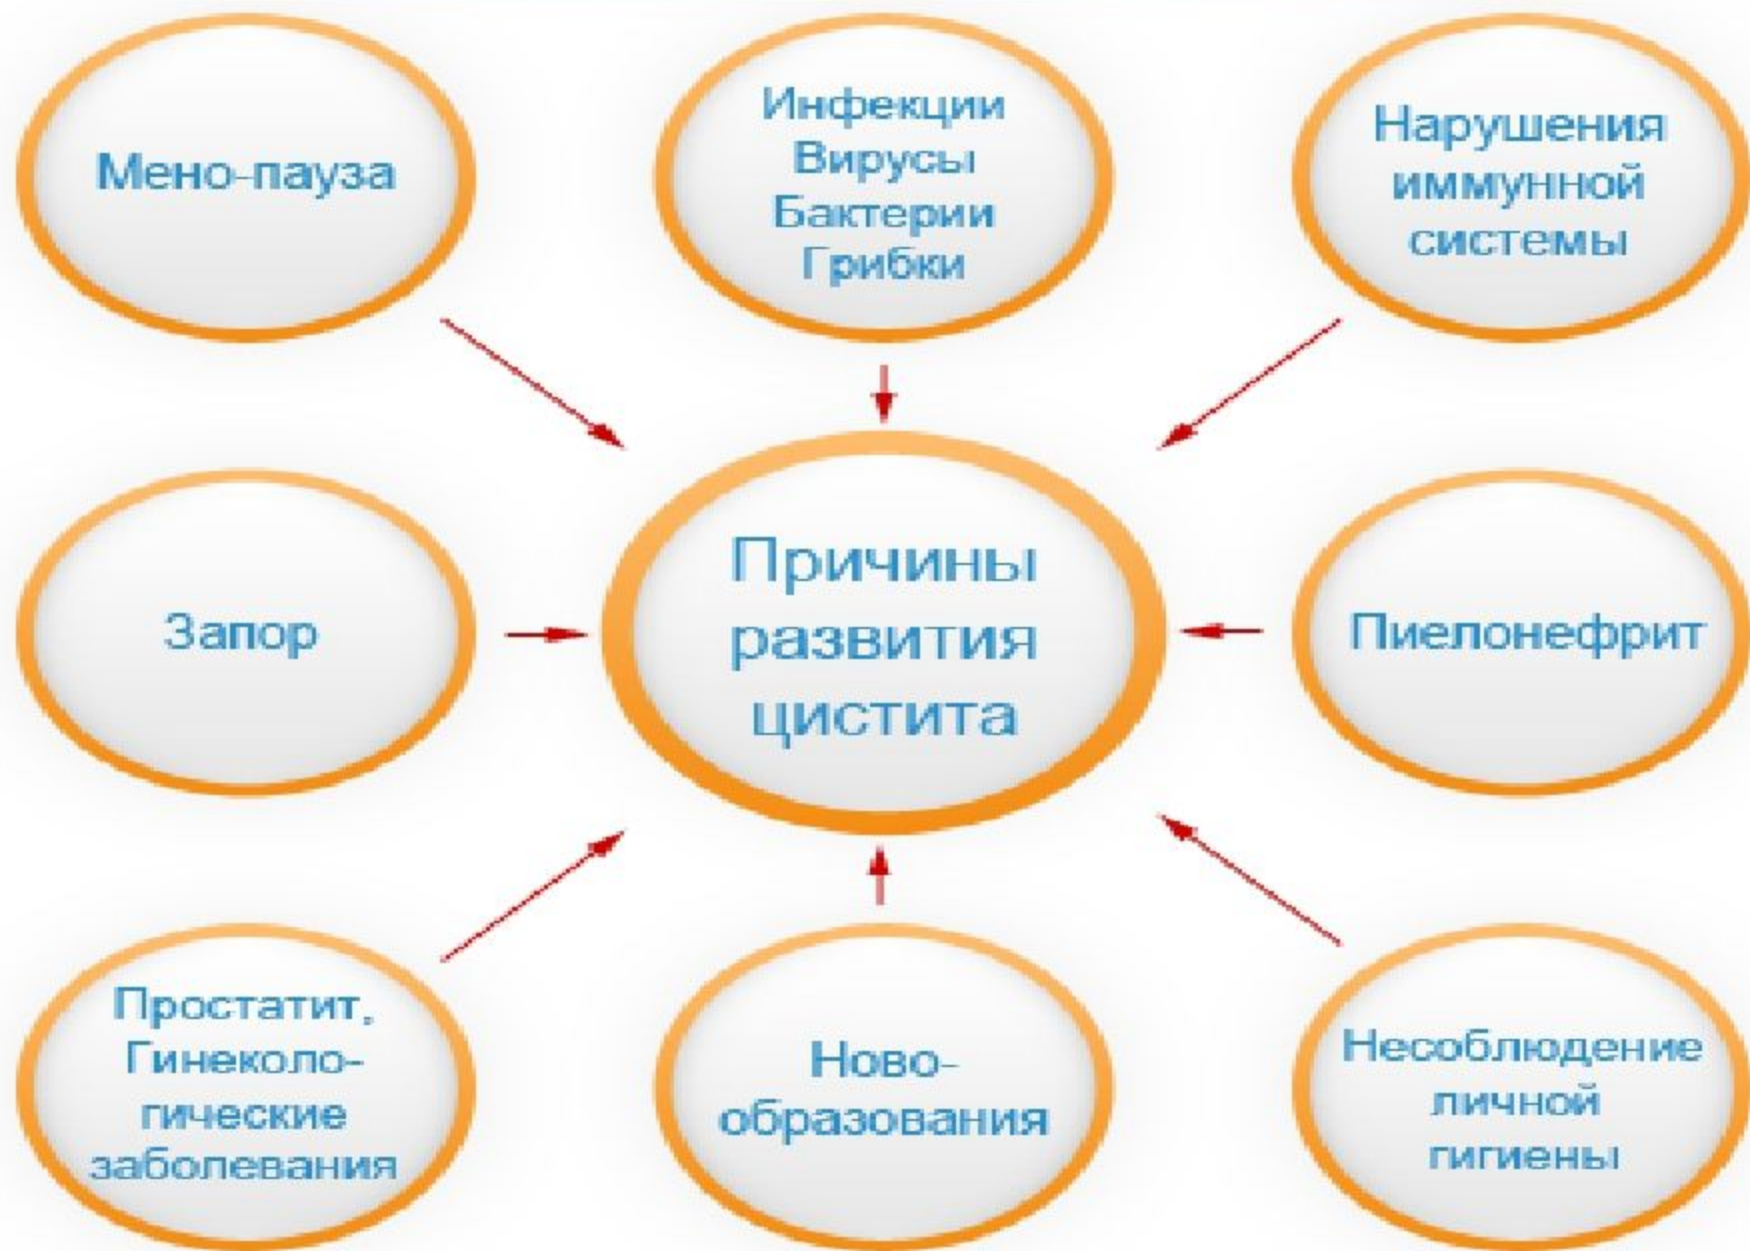 Мено-пауза
Инфекции
Вирусы
Бактерии
Грибки
Нарушения
иммунной
системы
Запор
Причины
развития
цистита
Пиелонефрит
Простатит,
Гинеколо-
гические
заболевания
Ново-
образования
Несоблюдение
личной
гигиены